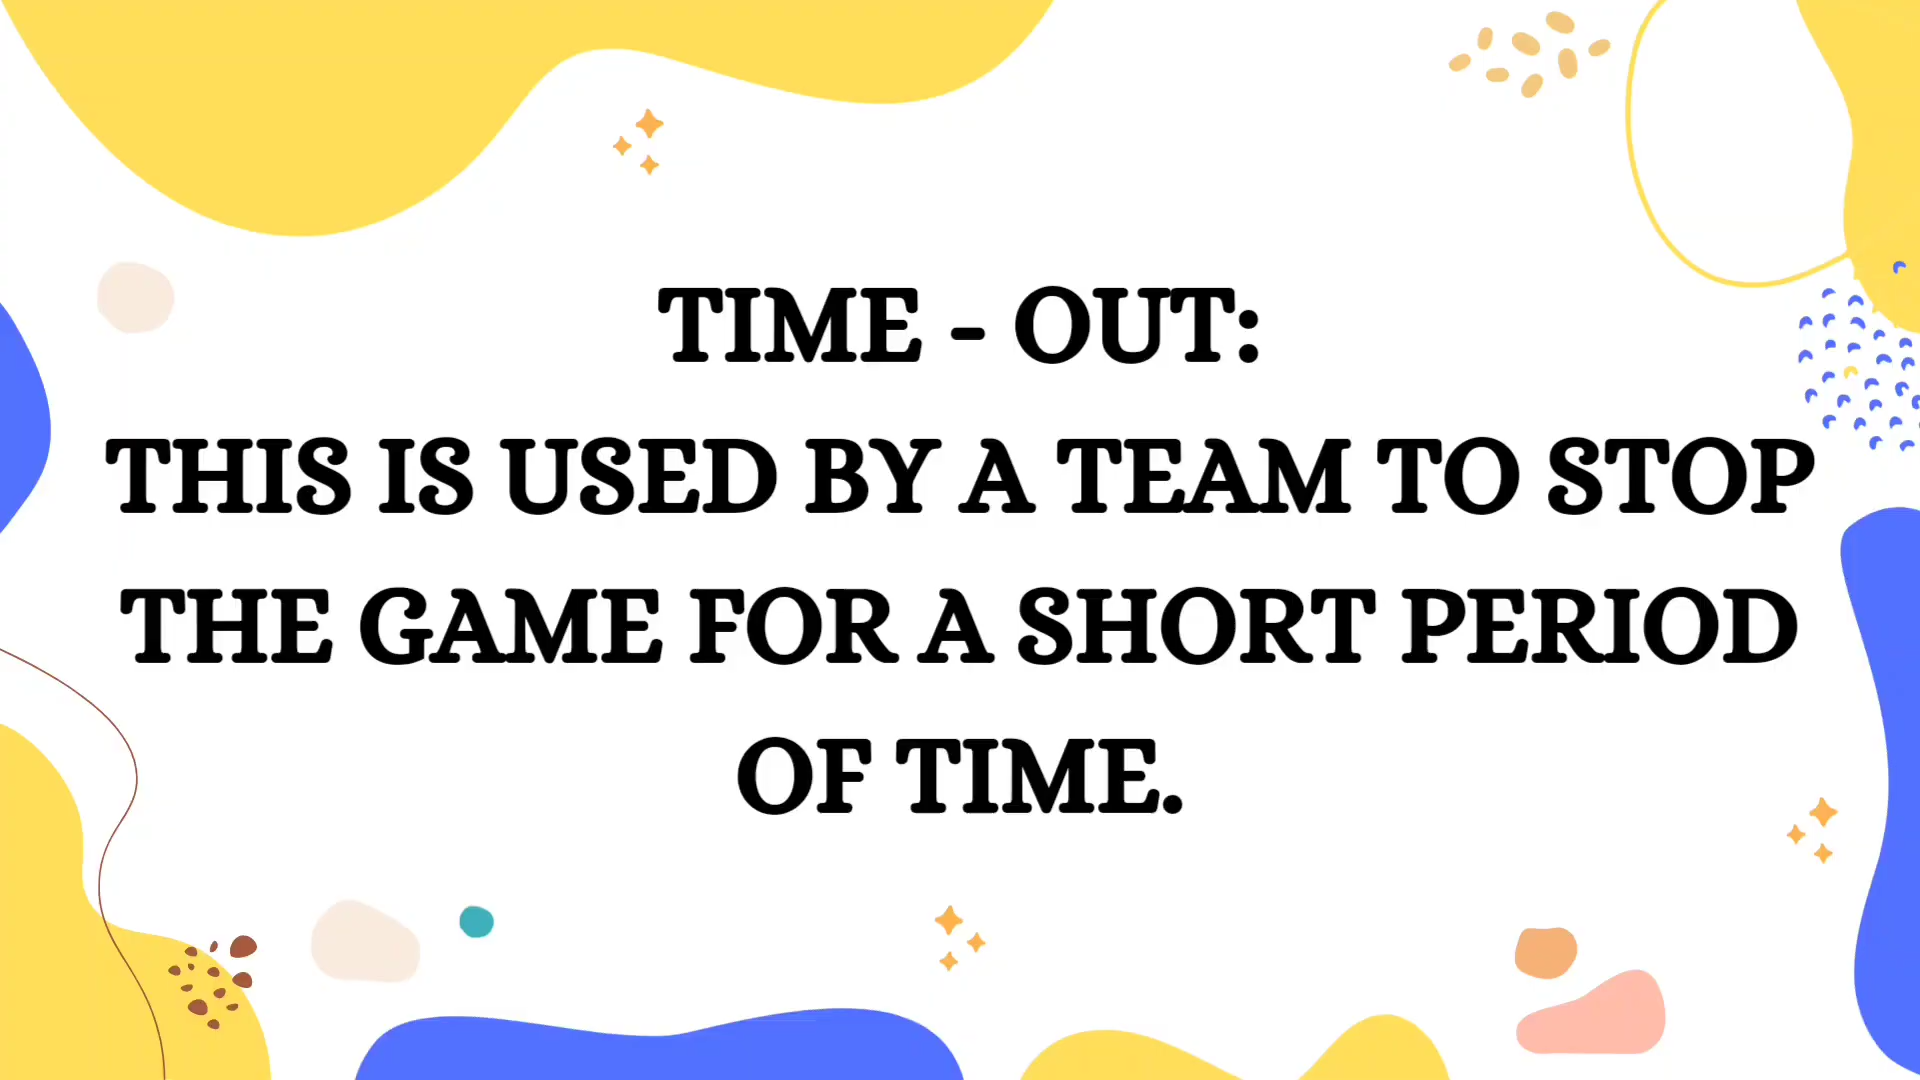 TIME - OUT:
THIS IS USED BY A TEAM TO STOP
THE GAME FOR A SHORT PERIOD
OF TIME.